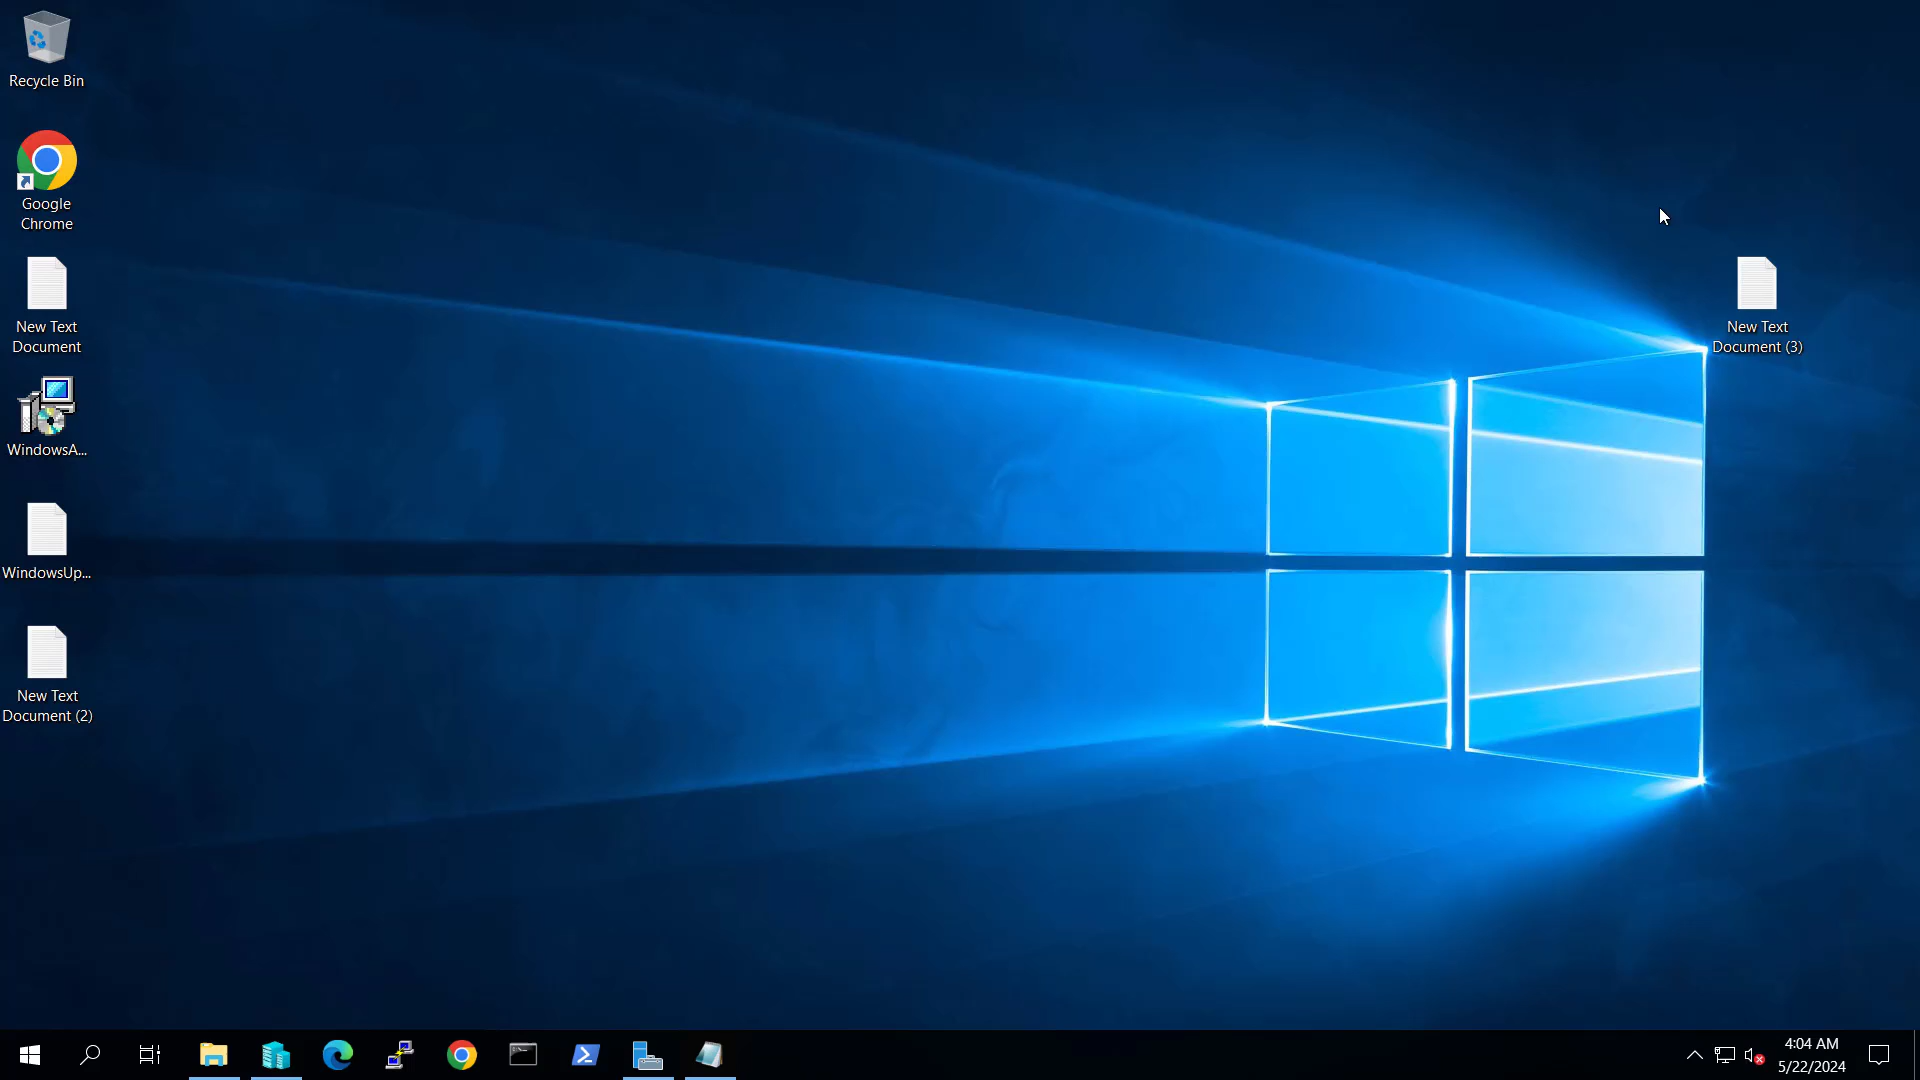 Recycle Bin
Google
Chrome
New Text
Document
WindowsA...
WindowsUp...
New Text
Document (2)
New Text
Document (3)
4:04 AM
5/22/2024